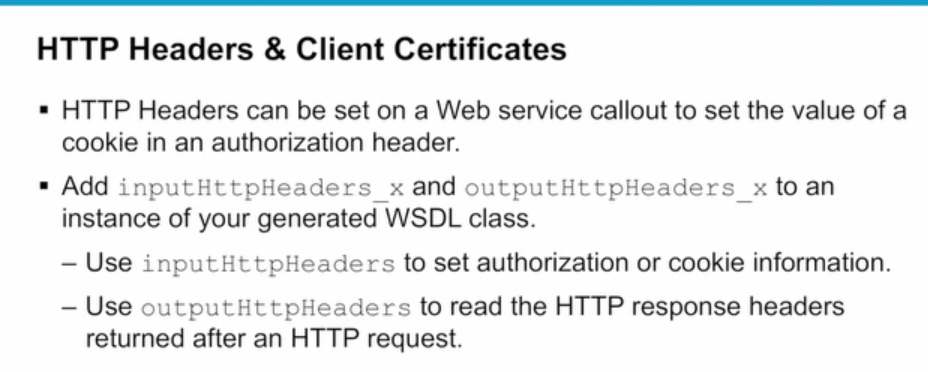 HTTP Headers & Client Certificates
▪ HTTP Headers can be set on a Web service callout to set the value of a
cookie in an authorization header.
▪ Add inputHttpHeaders_x and outputHttpHeaders_x to an
instance of your generated WSDL class.
– Use inputHttpHeaders to set authorization or cookie information.
– Use outputHttpHeaders to read the HTTP response headers
returned after an HTTP request.